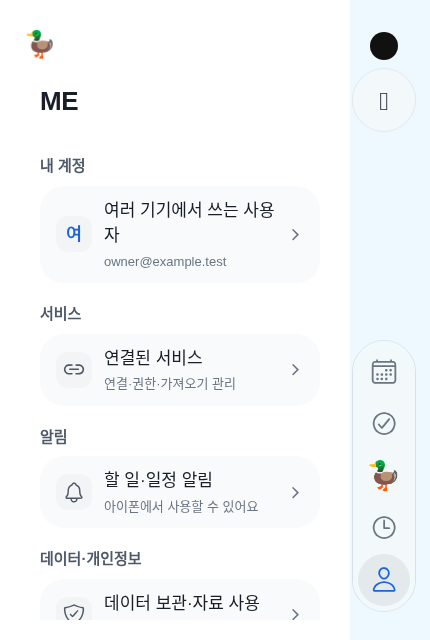 ME
내 계정
여
여러 기기에서 쓰는 사용
자
owner@example.test
서비스
연결된 서비스
연결·권한·가져오기 관리
알림
할 일·일정 알림
아이폰에서 사용할 수 있어요
데이터·개인정보
데이터 보관·자료 사용